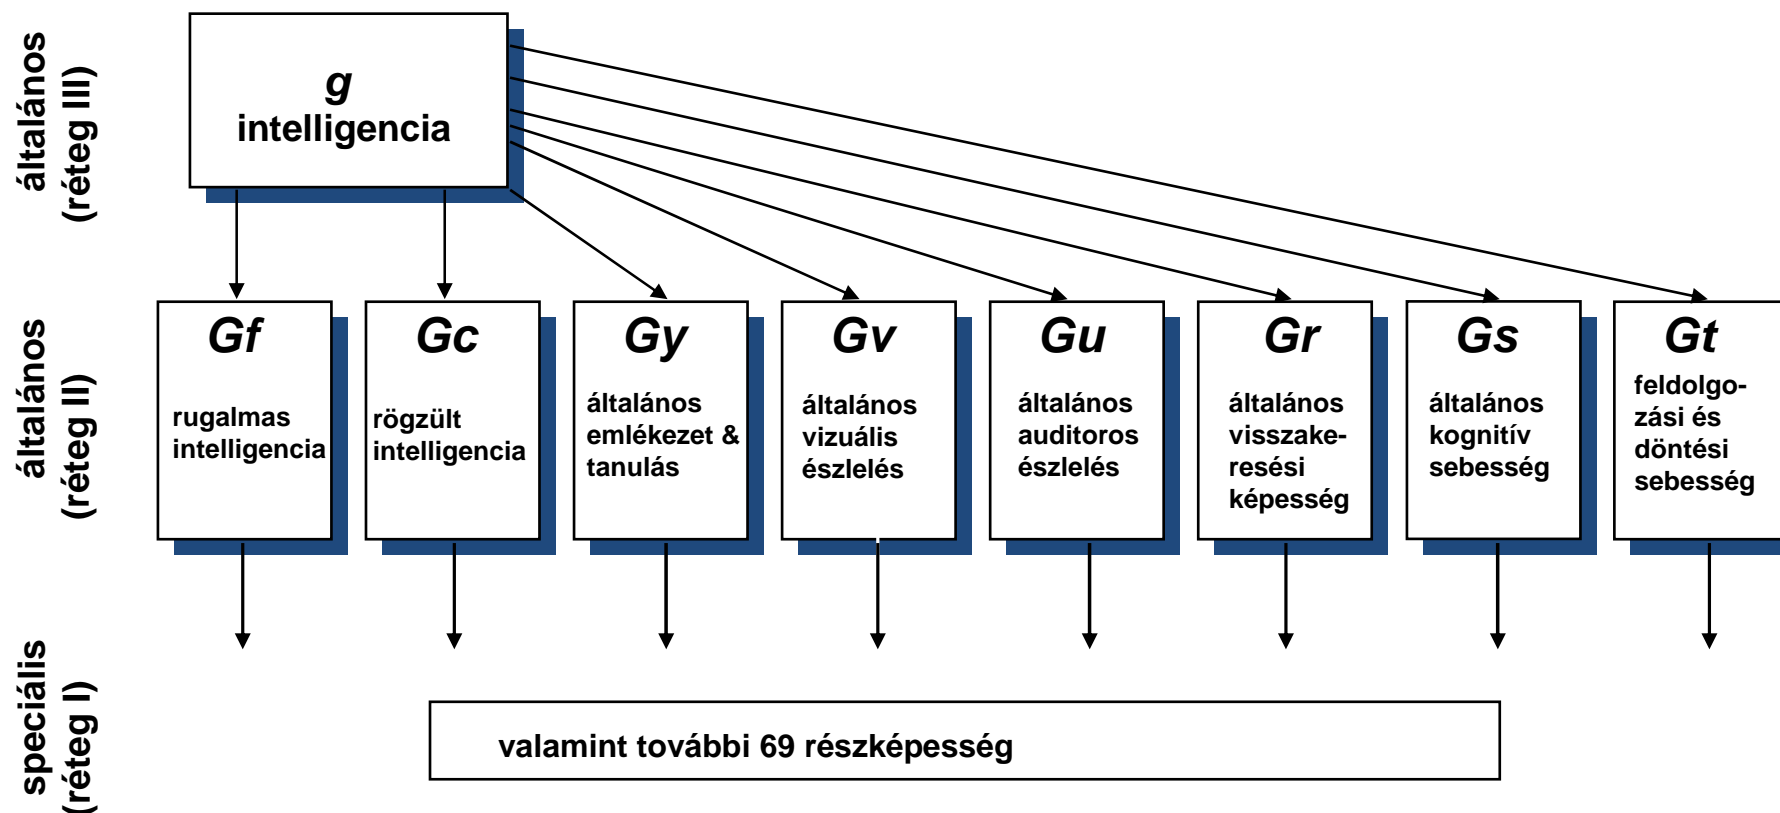 általános
(réteg III)
g
intelligencia
általános
(réteg II)
Gf
rugalmas
intelligencia
Gc
rögzült
intelligencia
Gy
általános
emlékezet &
tanulás
Gv
általános
vizuális
észlelés
Gu
általános
auditoros
észlelés
Gr
általános
visszake-
resési
képesség
Gs
általános
kognitív
sebesség
Gt
feldolgo-
zási és
döntési
sebesség
speciális
(réteg I)
valamint további 69 részképesség